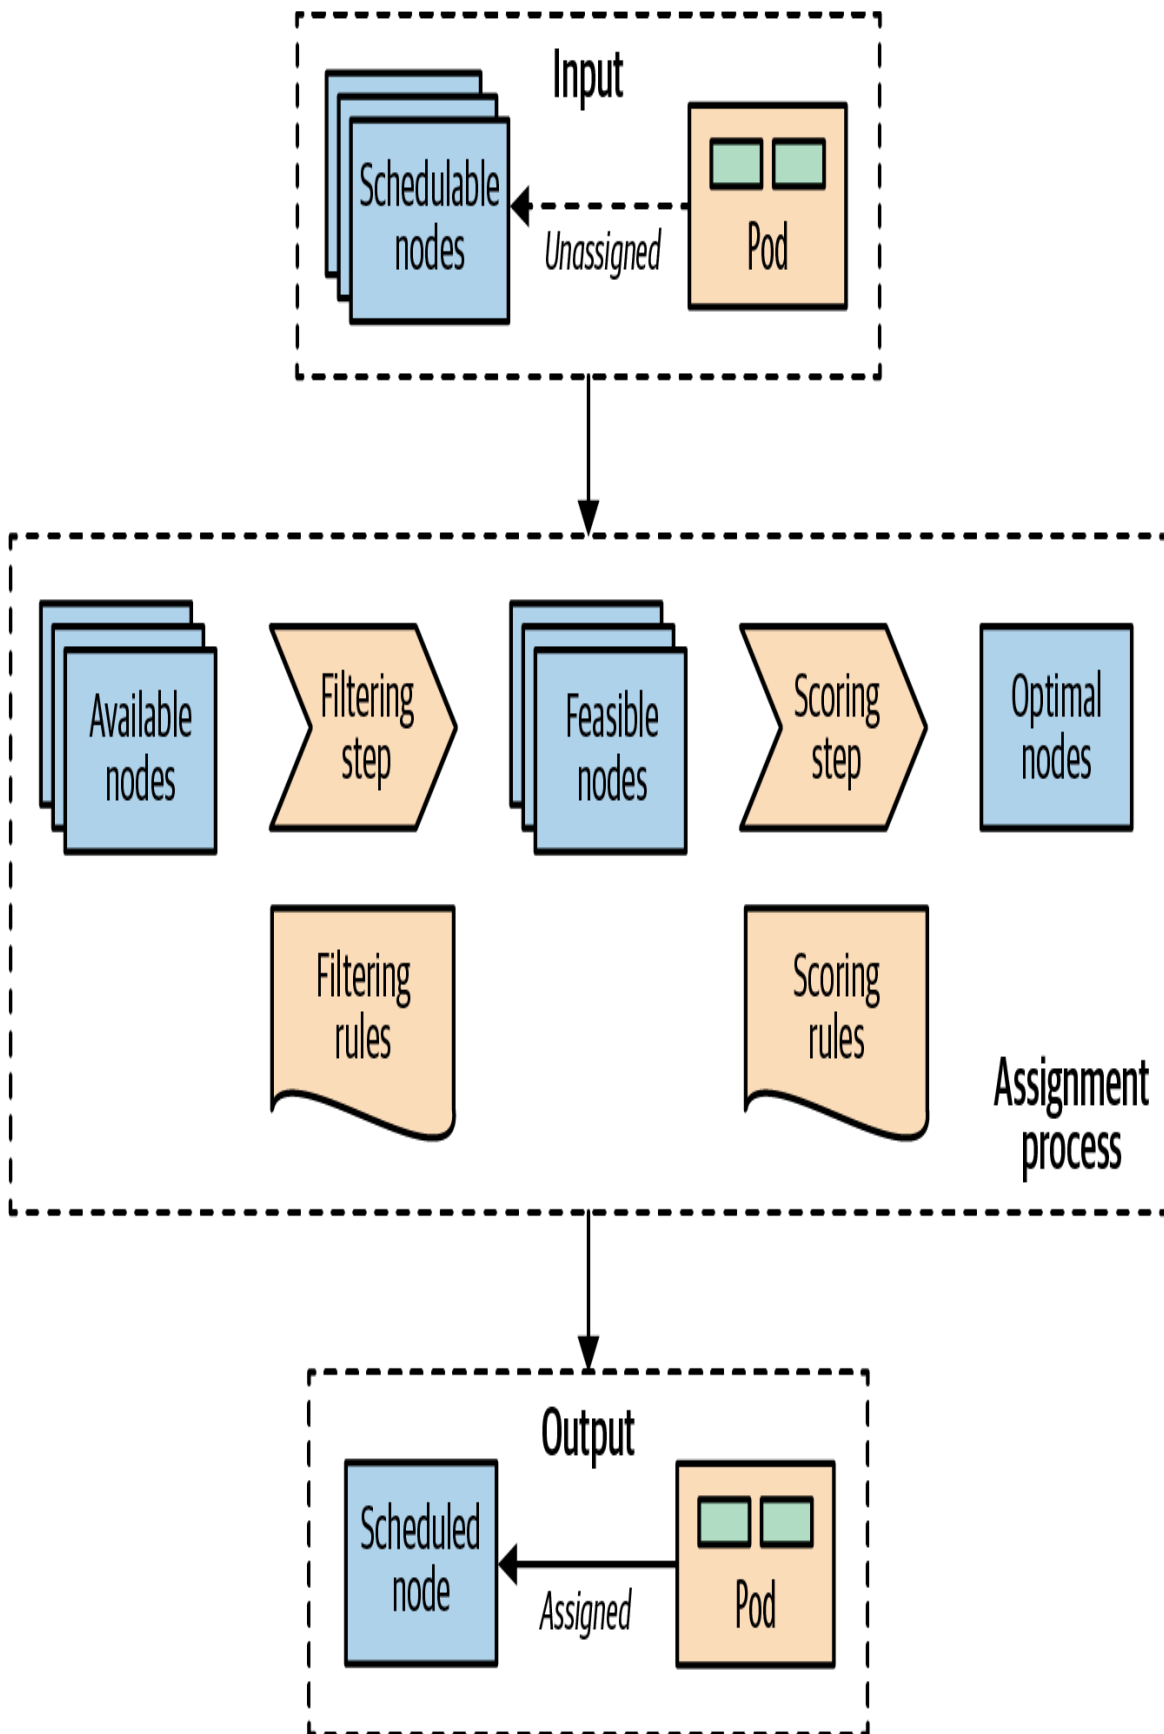 Input
Schedulable
nodes
Unassigned
Pod
Available
nodes
Filtering
step
Feasible
nodes
Scoring
step
Optimal
nodes
Filtering
rules
Scoring
rules
Assignment
process
Output
Scheduled
node
Assigned
Pod